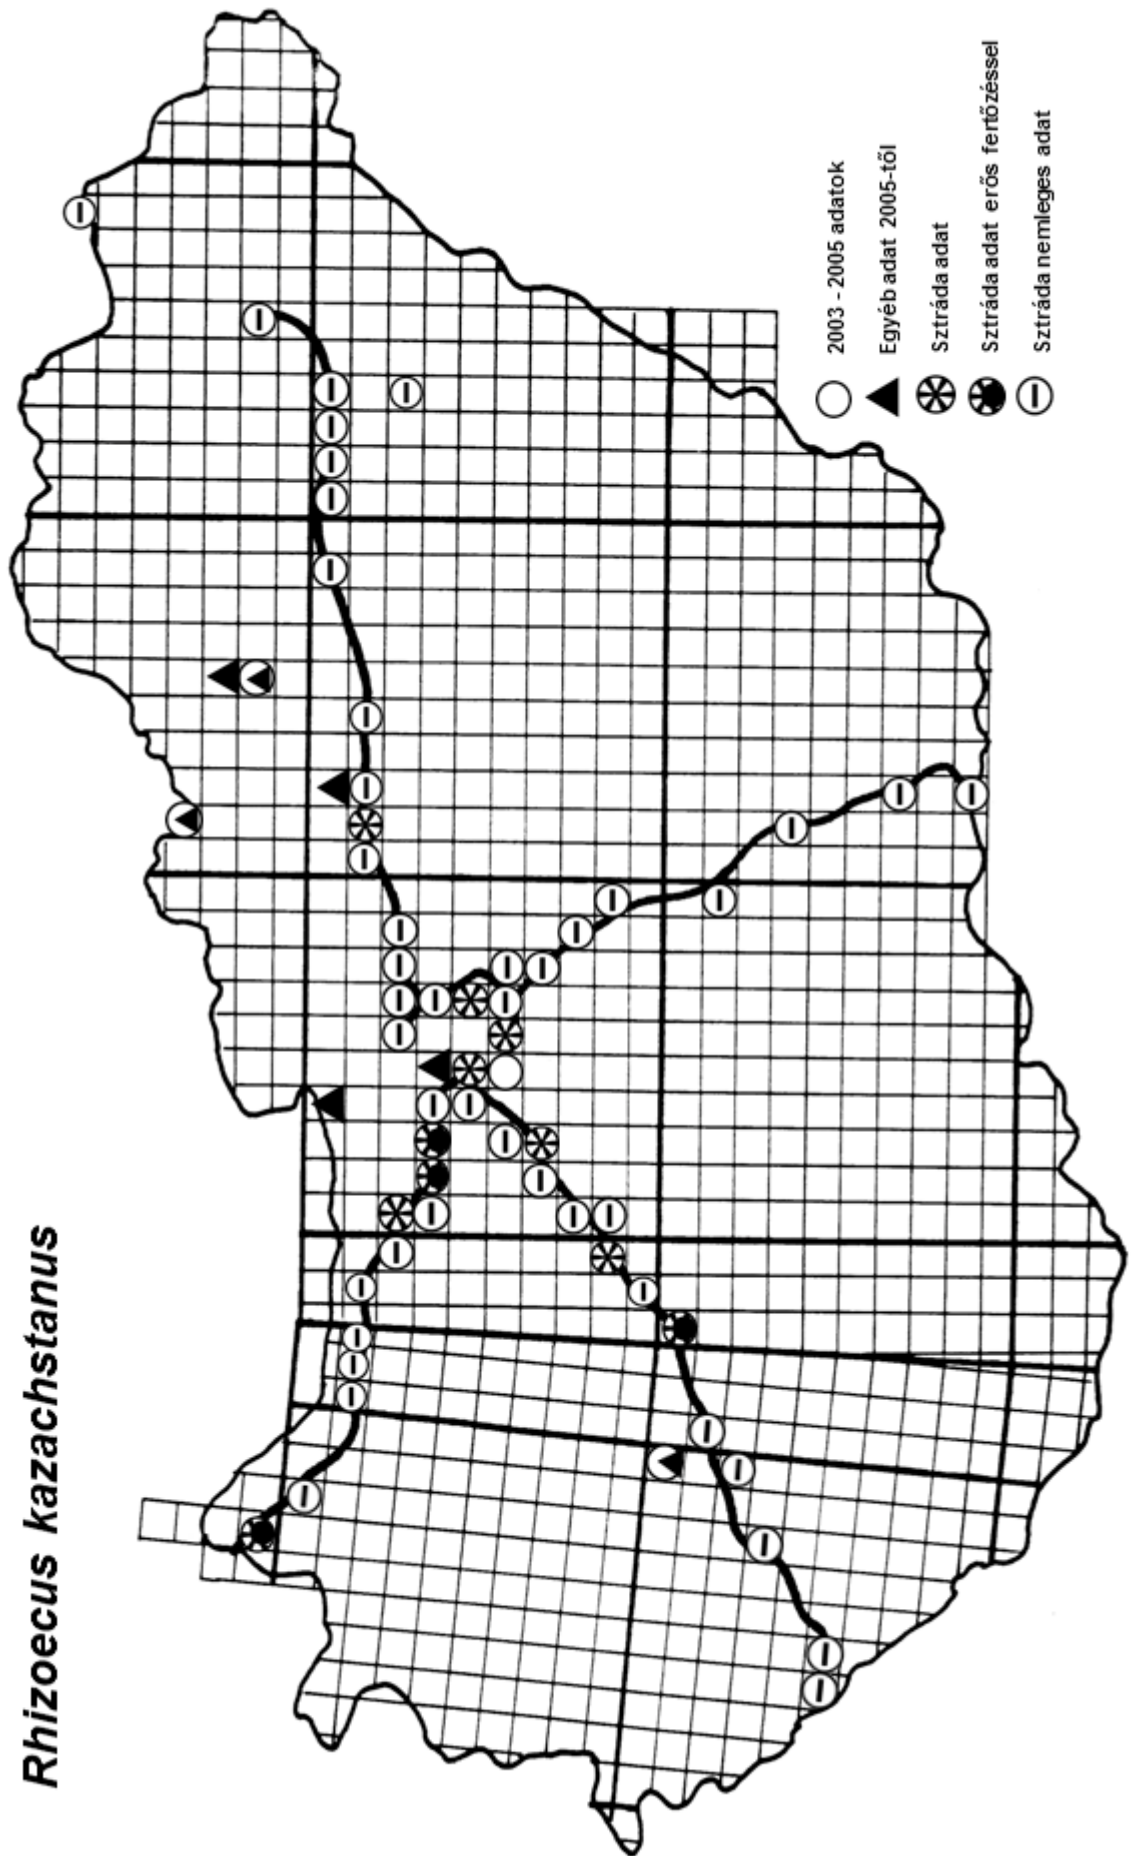 Rhizoecus kazachstanus
2003 - 2005 adatok
Egyéb adat 2005-től
Sztráda adat
Sztráda adat erős fertőzéssel
Sztráda nemleges adat